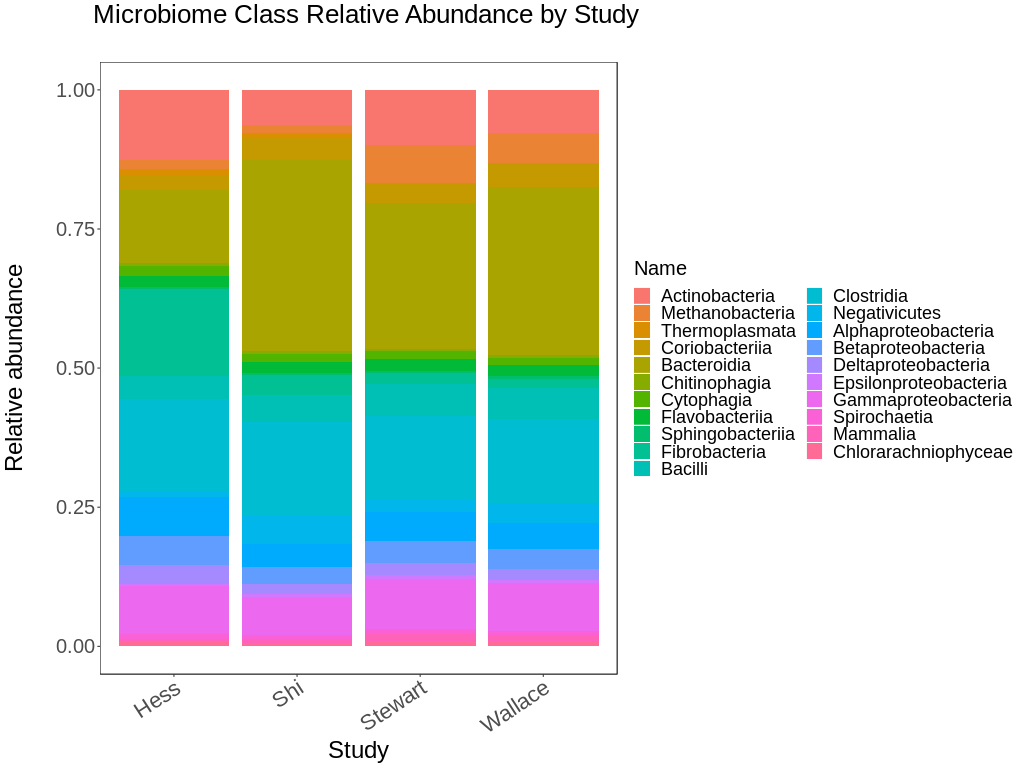 Microbiome Class Relative Abundance by Study
Relative abundance
1.00
0.75
0.50
0.25
0.00
Hess
Shi
Stewart
Wallace
Study
Name
Actinobacteria
Methanobacteria
Thermoplasmata
Coriobacteriia
Bacteroidia
Chitinophagia
Cytophagia
Flavobacteriia
Sphingobacteriia
Fibrobacteria
Bacilli
Clostridia
Negativicutes
Alphaproteobacteria
Betaproteobacteria
Deltaproteobacteria
Epsilonproteobacteria
Gammaproteobacteria
Spirochaetia
Mammalia
Chlorarachniophyceae